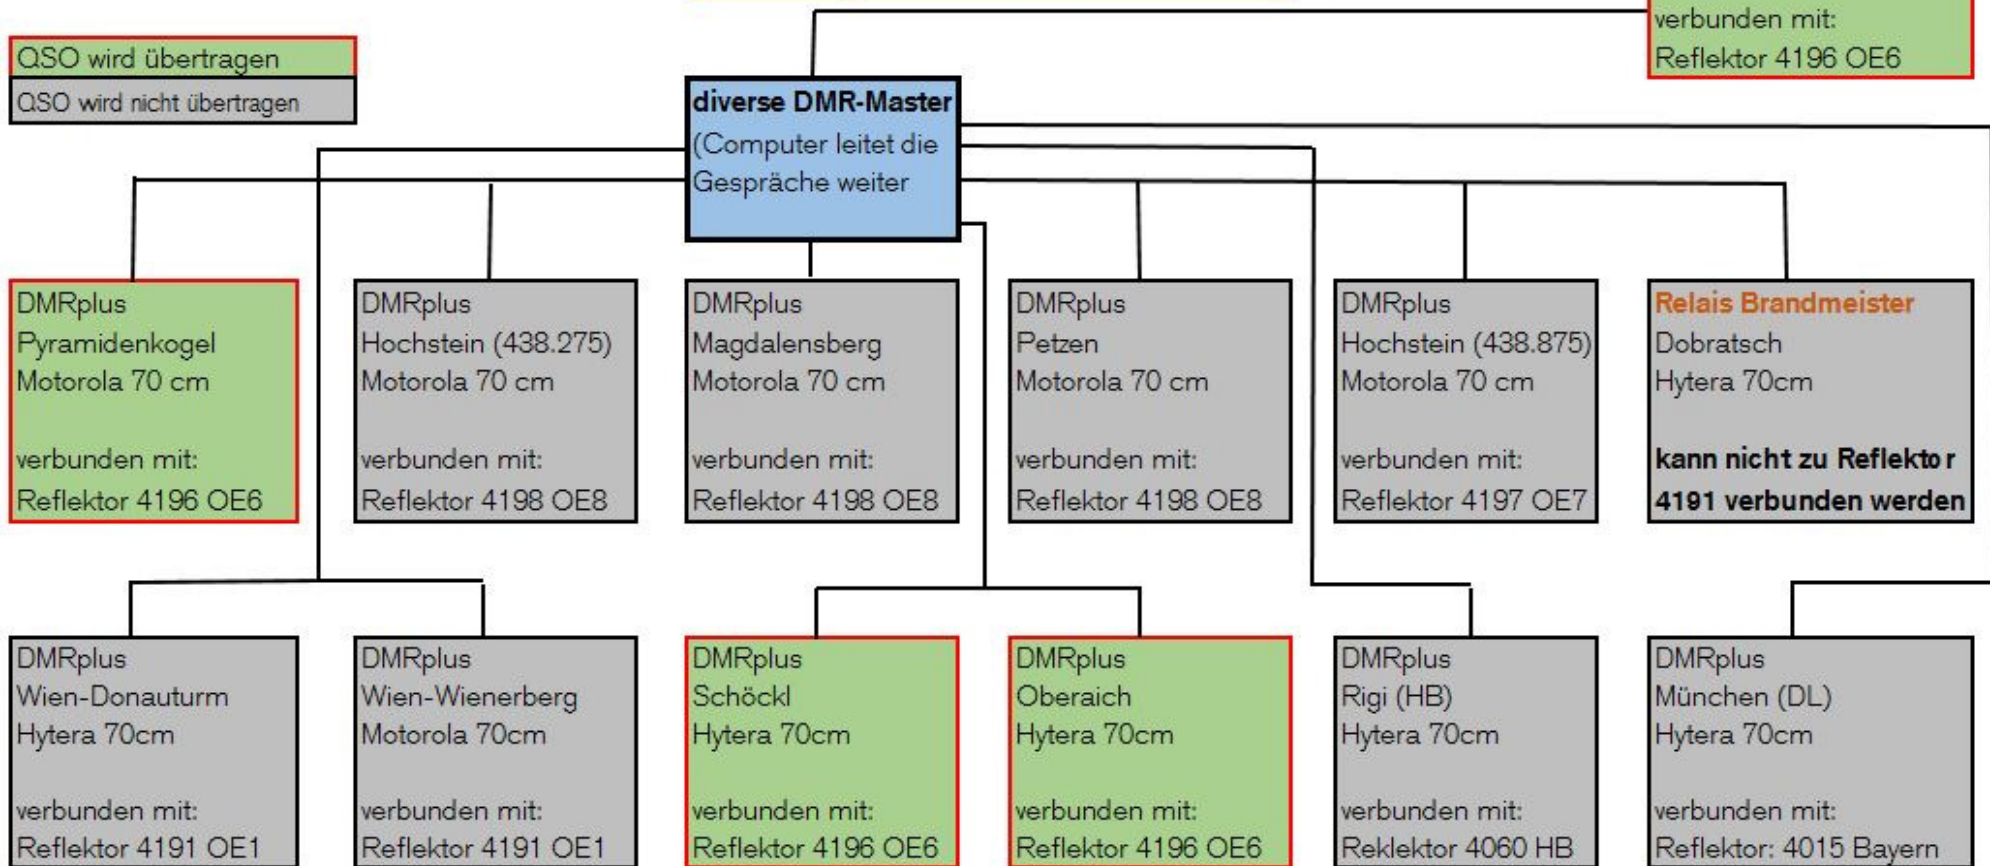 verbunden mit:
Reflektor 4196 OE6
QSO wird übertragen
QSO wird nicht übertragen
diverse DMR-Master
(Computer leitet die
Gespräche weiter
DMRplus
Pyramidenkogel
Motorola 70 cm
verbunden mit:
Reflektor 4196 OE6
DMRplus
Hochstein (438.275)
Motorola 70 cm
verbunden mit:
Reflektor 4198 OE8
DMRplus
Magdalensberg
Motorola 70 cm
verbunden mit:
Reflektor 4198 OE8
DMRplus
Petzen
Motorola 70 cm
verbunden mit:
Reflektor 4198 OE8
DMRplus
Hochstein (438.875)
Motorola 70 cm
verbunden mit:
Reflektor 4197 OE7
Relais Brandmeister
Dobratsch
Hytera 70cm
kann nicht zu Reflektor
4191 verbunden werden
DMRplus
Wien-Donauturm
Hytera 70cm
verbunden mit:
Reflektor 4191 OE1
DMRplus
Wien-Wienerberg
Motorola 70cm
verbunden mit:
Reflektor 4191 OE1
DMRplus
Schöckl
Hytera 70cm
verbunden mit:
Reflektor 4196 OE6
DMRplus
Oberaich
Hytera 70cm
verbunden mit:
Reflektor 4196 OE6
DMRplus
Rigi (HB)
Hytera 70cm
verbunden mit:
Reklektor 4060 HB
DMRplus
München (DL)
Hytera 70cm
verbunden mit:
Reflektor: 4015 Bayern